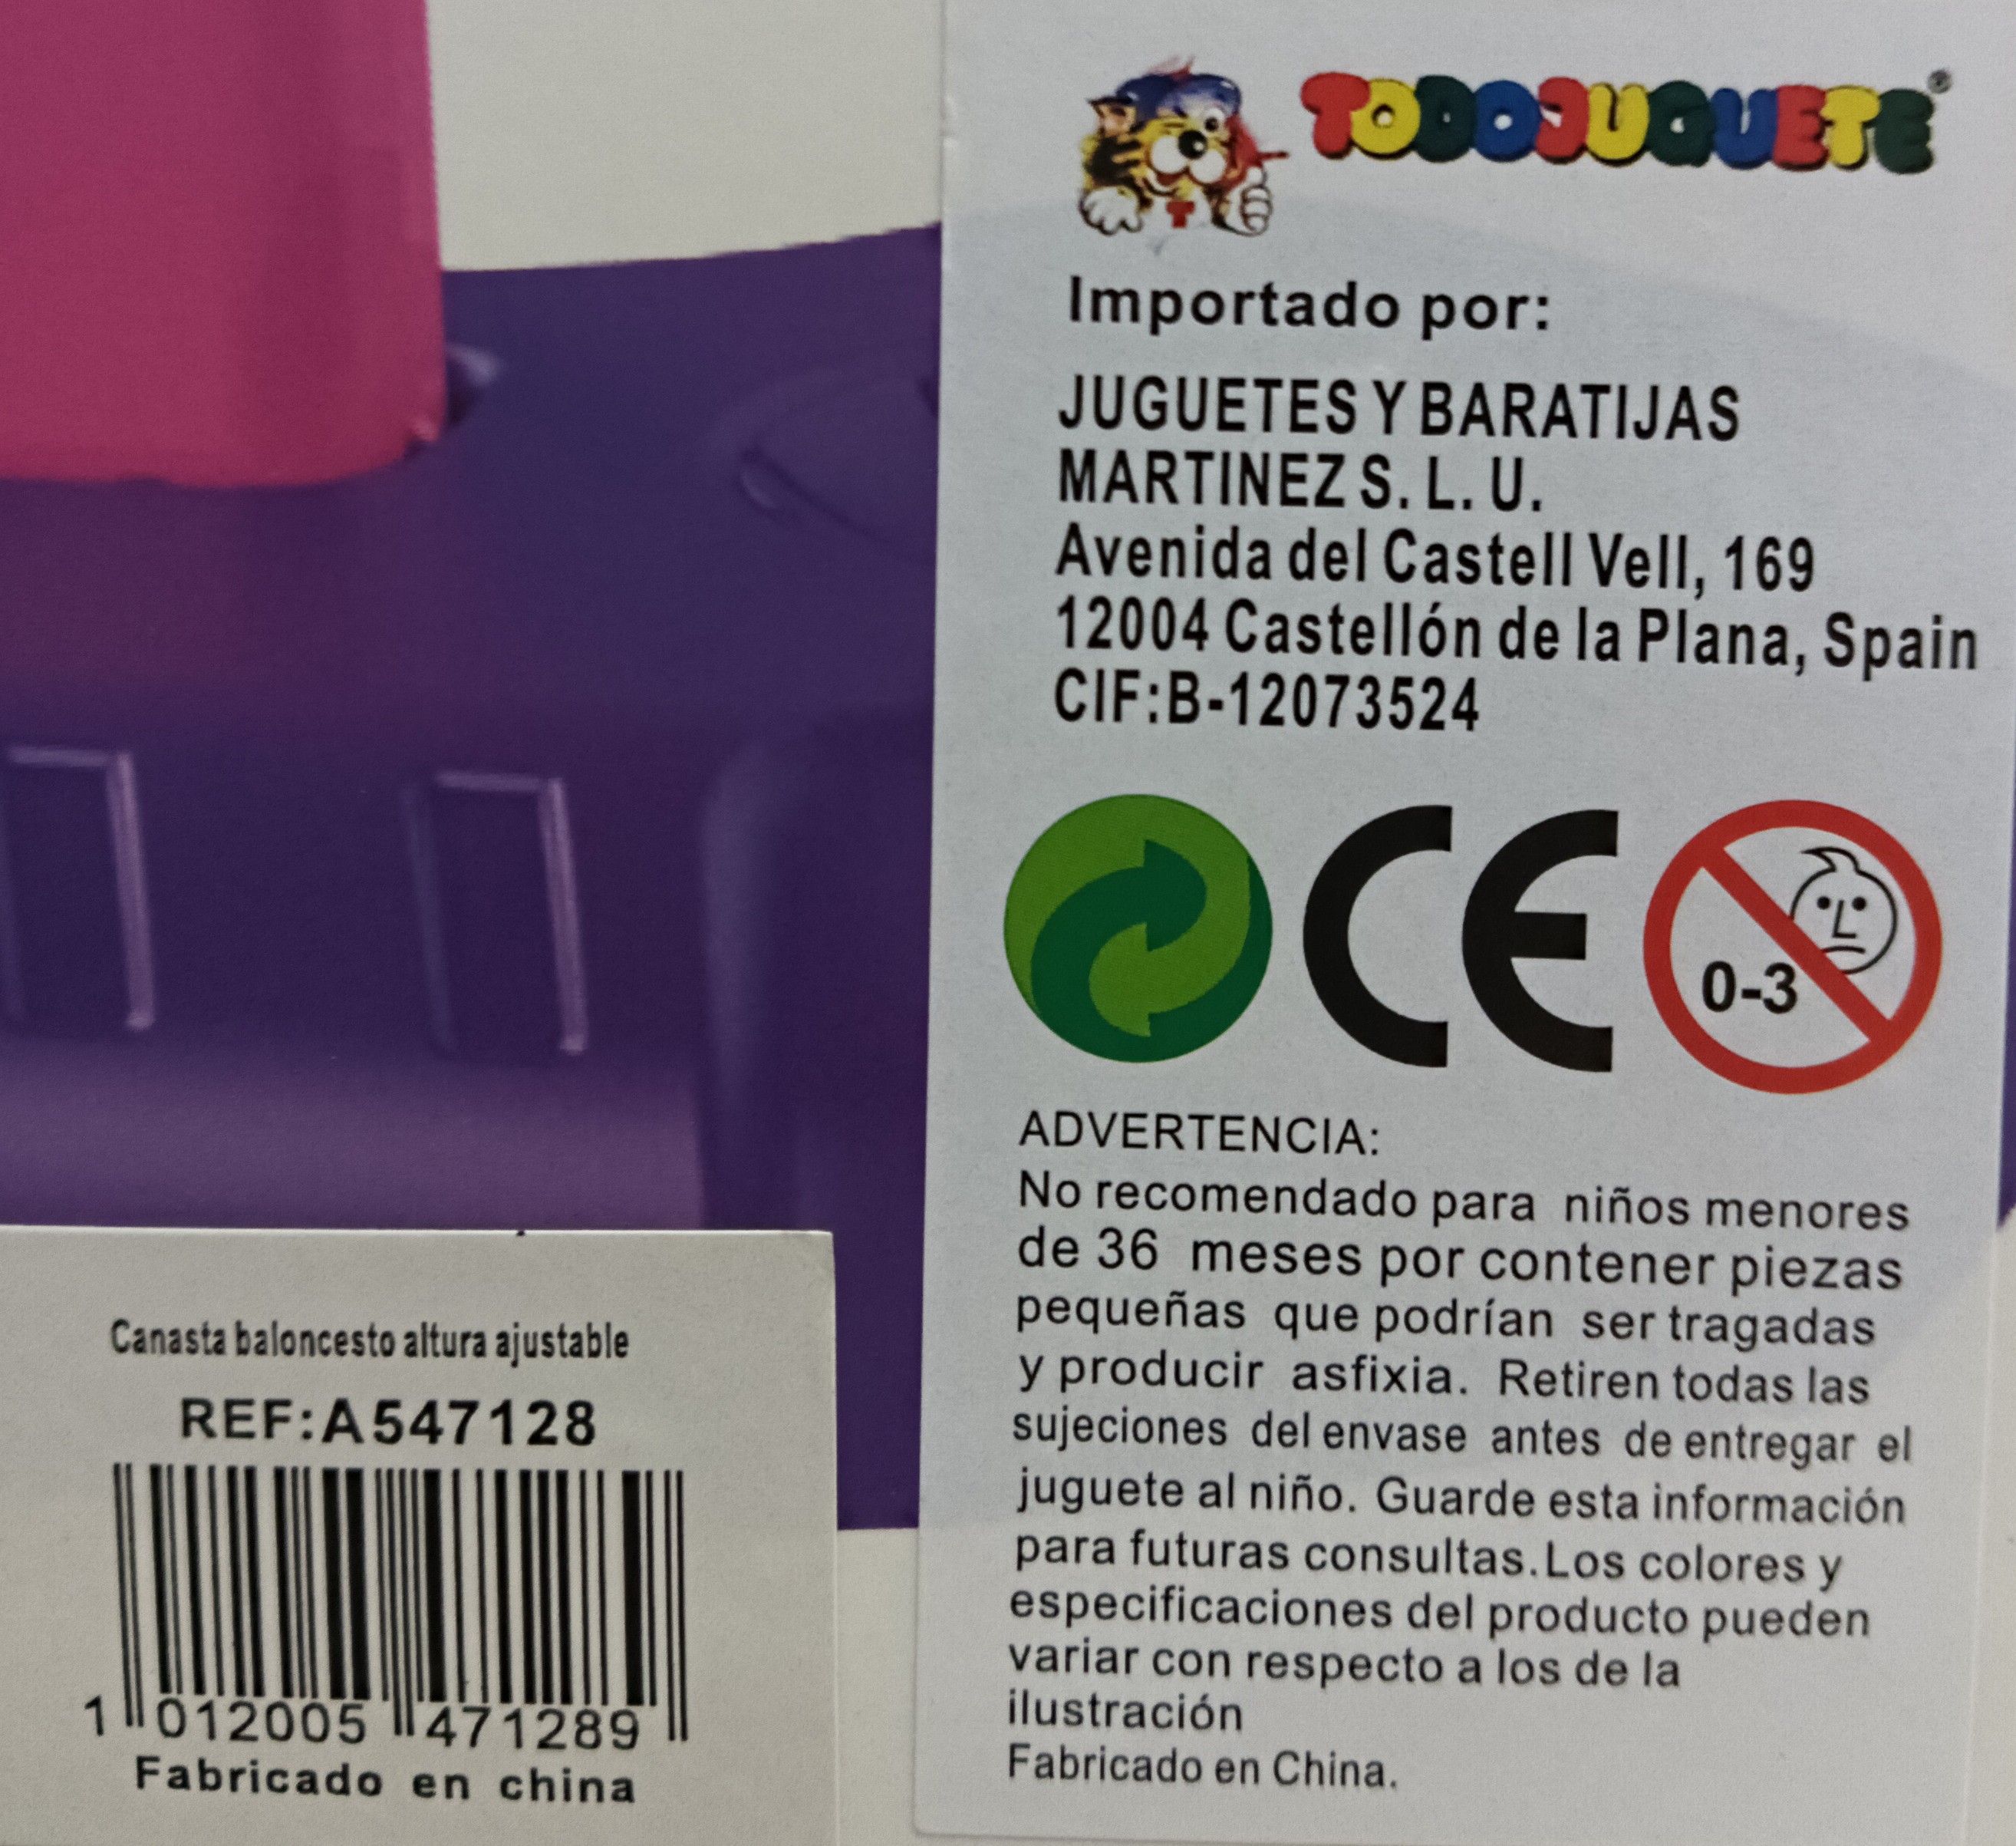 TODOJUGUETE®
Importado por:
JUGUETES Y BARATIJAS
MARTINEZ S. L. U.
Avenida del Castell Vell, 169
12004 Castellón de la Plana, Spain
CIF:B-12073524
CE
0-3
ADVERTENCIA:
No recomendado para niños menores
de 36 meses por contener piezas
pequeñas que podrían ser tragadas
y producir asfixia. Retiren todas las
sujeciones del envase antes de entregar el
juguete al niño. Guarde esta información
para futuras consultas.Los colores y
especificaciones del producto pueden
variar con respecto a los de la
ilustración
Fabricado en China.
Canasta baloncesto altura ajustable
REF:A547128
1 012005 471289
Fabricado en china